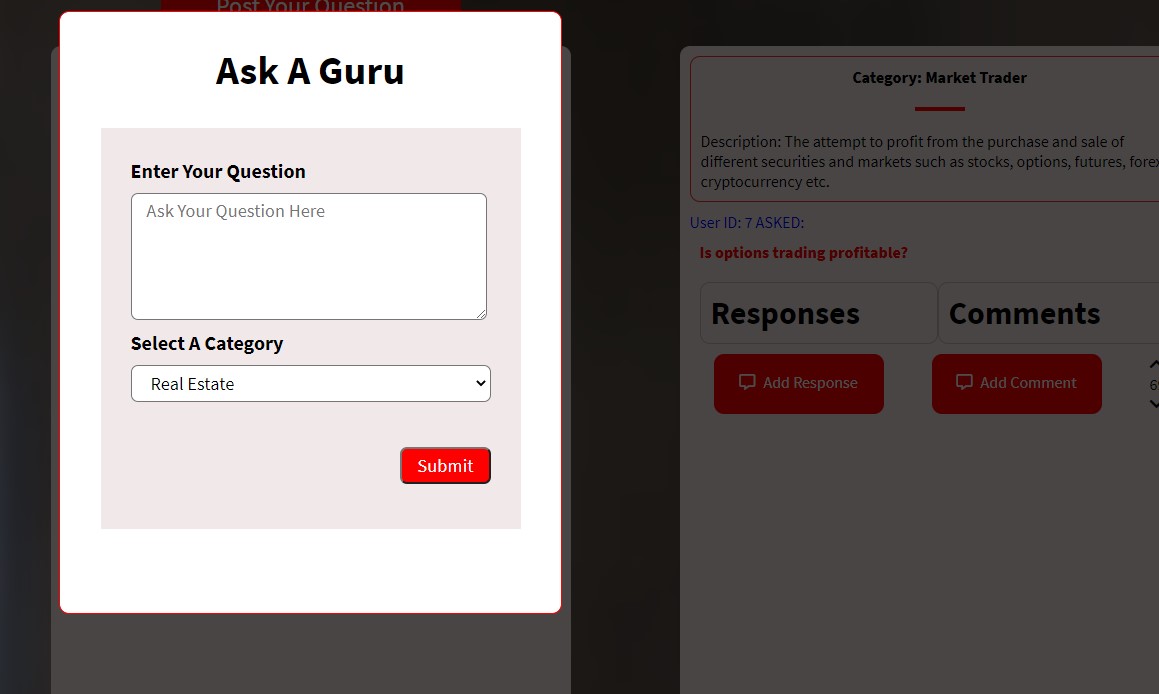 Post Your Question
Ask A Guru
Enter Your Question
Ask Your Question Here
Select A Category
Real Estate
Submit
Category: Market Trader
Description: The attempt to profit from the purchase and sale of
different securities and markets such as stocks, options, futures, forex
cryptocurrency etc.
User ID: 7 ASKED:
Is options trading profitable?
Responses
Comments
Add Response
Add Comment